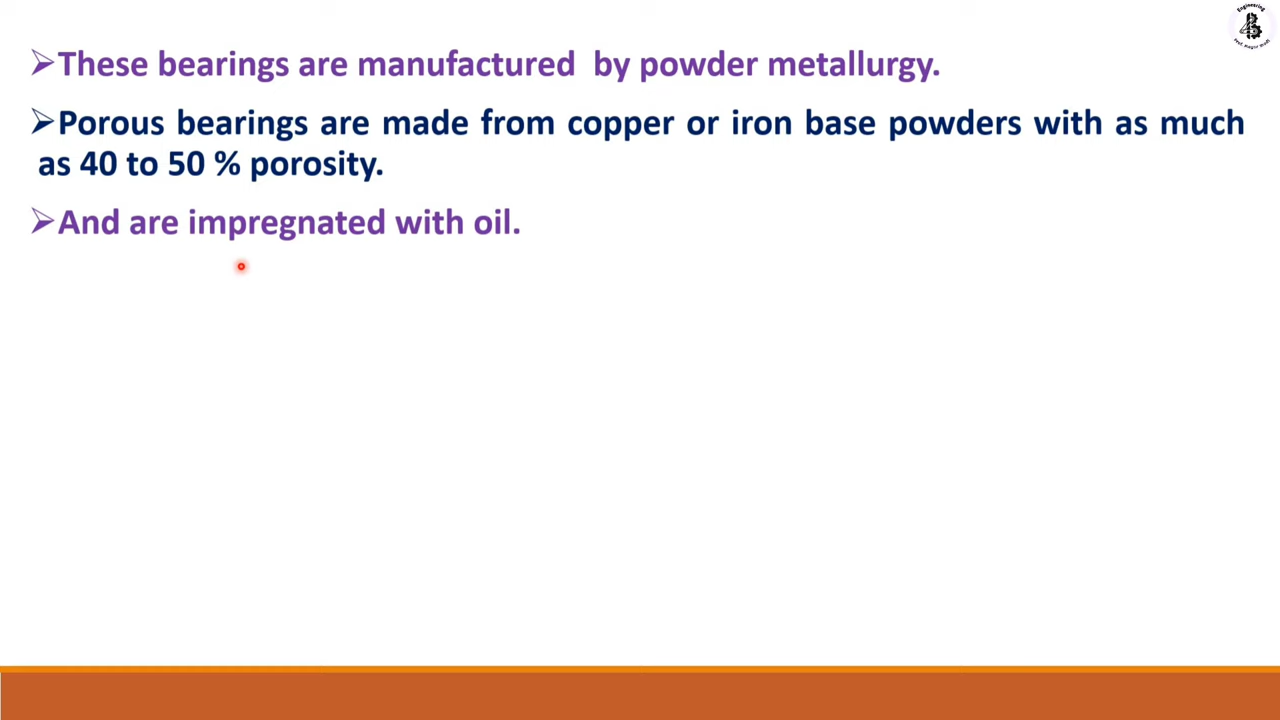 ➢These bearings are manufactured by powder metallurgy.
➢Porous bearings are made from copper or iron base powders with as much
as 40 to 50 % porosity.
➢And are impregnated with oil.
Engineering